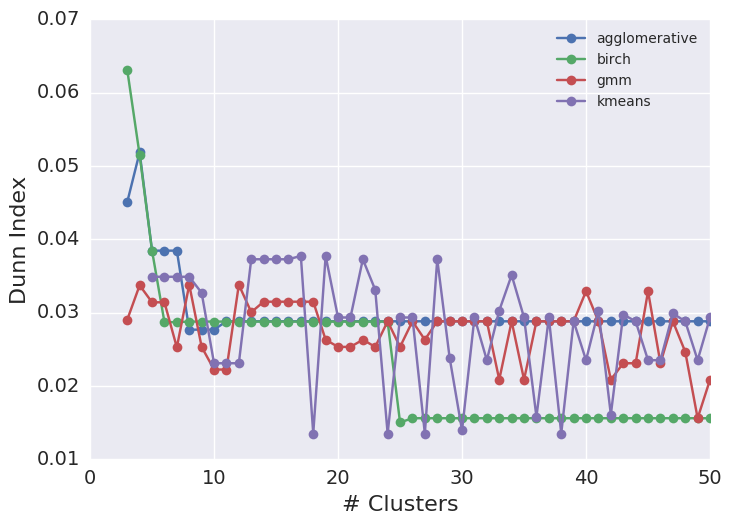 0.07
0.06
0.05
0.04
0.03
0.02
0.01
Dunn Index
agglomerative
birch
gmm
kmeans
0 10 20 30 40 50
# Clusters